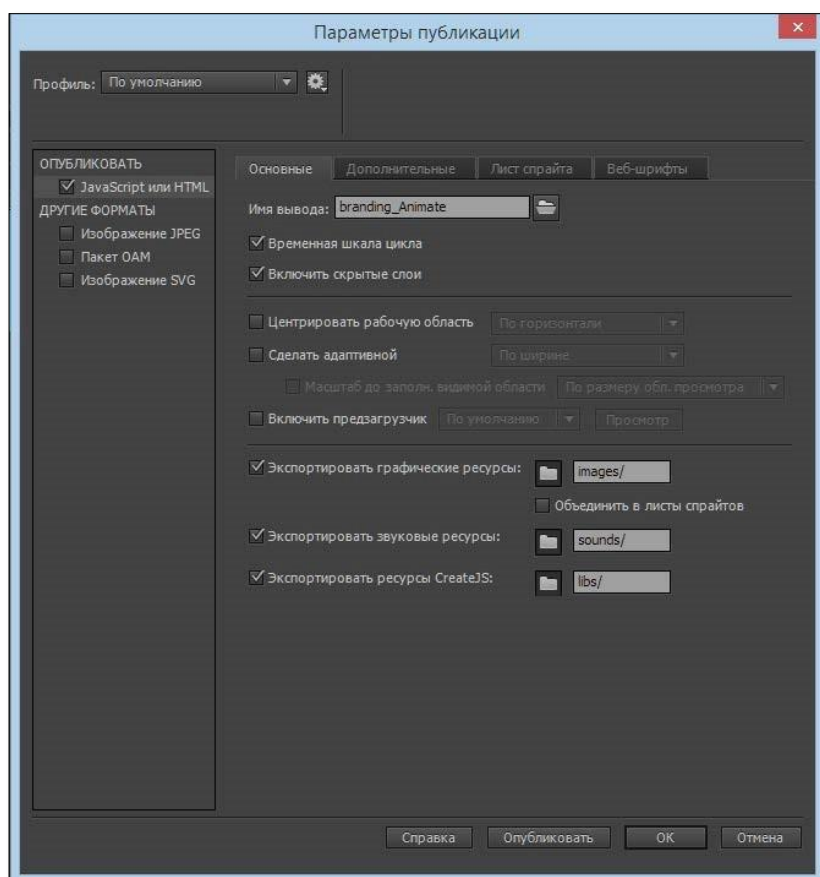 Параметры публикации
Профиль: По умолчанию
ОПУБЛИКОВАТЬ
JavaScript или HTML
ДРУГИЕ ФОРМАТЫ
Изображение JPEG
Пакет OAM
Изображение SVG
Основные Дополнительные Лист спрайта Веб-шрифты
Имя вывода: branding_Animate
Временная шкала цикла
Включить скрытые слои
Центрировать рабочую область По горизонтали
Сделать адаптивной По ширине
Масштаб до заполн. видимой области По размеру обл. просмотра
Включить предзагрузчик По умолчанию Просмотр
Экспортировать графические ресурсы: images/
Объединить в листы спрайтов
Экспортировать звуковые ресурсы: sounds/
Экспортировать ресурсы CreateJS: libs/
Справка Опубликовать OK Отмена